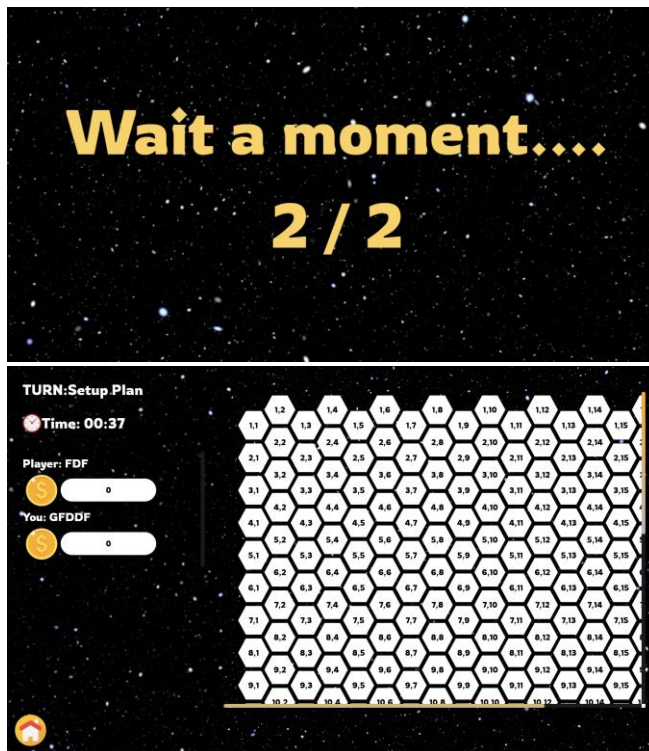 Wait a moment....
2 / 2
TURN:Setup Plan
Time: 00:37
Player: FDF
0
You: GFDDF
0
1,2 1,4 1,6 1,8 1,10 1,12 1,14
1,1 1,3 1,5 1,7 1,9 1,11 1,13 1,15
2,2 2,4 2,6 2,8 2,10 2,12 2,14
2,1 2,3 2,5 2,7 2,9 2,11 2,13 2,15
3,2 3,4 3,6 3,8 3,10 3,12 3,14
3,1 3,3 3,5 3,7 3,9 3,11 3,13 3,15
4,2 4,4 4,6 4,8 4,10 4,12 4,14
4,1 4,3 4,5 4,7 4,9 4,11 4,13 4,15
5,2 5,4 5,6 5,8 5,10 5,12 5,14
5,1 5,3 5,5 5,7 5,9 5,11 5,13 5,15
6,2 6,4 6,6 6,8 6,10 6,12 6,14
6,1 6,3 6,5 6,7 6,9 6,11 6,13 6,15
7,2 7,4 7,6 7,8 7,10 7,12 7,14
7,1 7,3 7,5 7,7 7,9 7,11 7,13 7,15
8,2 8,4 8,6 8,8 8,10 8,12 8,14
8,1 8,3 8,5 8,7 8,9 8,11 8,13 8,15
9,2 9,4 9,6 9,8 9,10 9,12 9,14
9,1 9,3 9,5 9,7 9,9 9,11 9,13 9,15
10,2 10,4 10,6 10,8 10,10 10,12 10,14